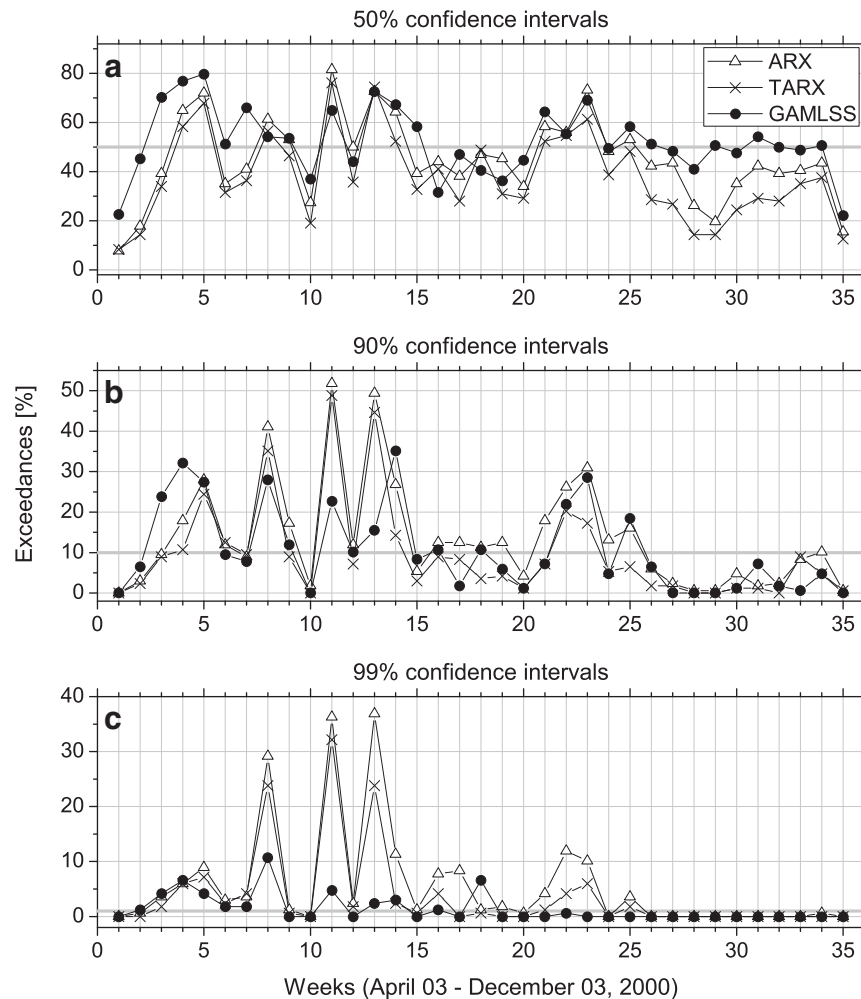 50% confidence intervals
a
ARX
TARX
GAMLSS
80
60
40
20
0
0 5 10 15 20 25 30 35
90% confidence intervals
b
Exceedances [%]
50
40
30
20
10
0
0 5 10 15 20 25 30 35
99% confidence intervals
c
40
30
20
10
0
0 5 10 15 20 25 30 35
Weeks (April 03 - December 03, 2000)